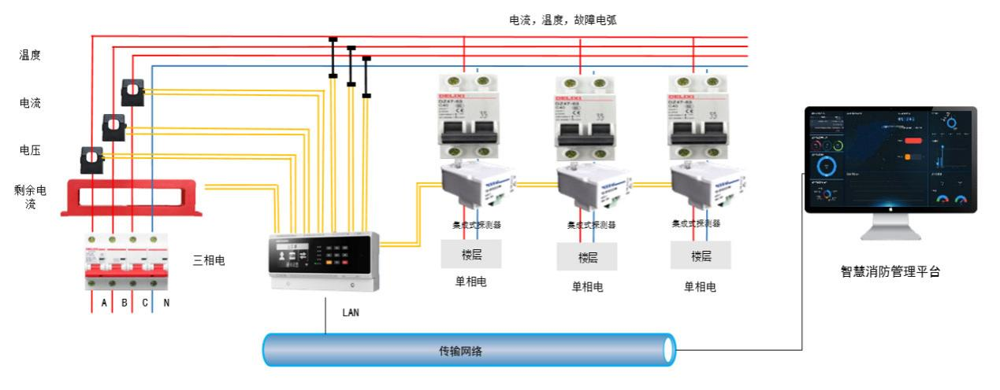 电流，温度，故障电弧
温度
电流
电压
剩余电
流
三相电
A B C N
LAN
DELIXI
DZ47-63
C40
35
DELIXI
DZ47-63
C40
35
DELIXI
DZ47-63
C40
35
集成式探测器
集成式探测器
集成式探测器
楼层
楼层
楼层
单相电
单相电
单相电
智慧消防管理平台
传输网络